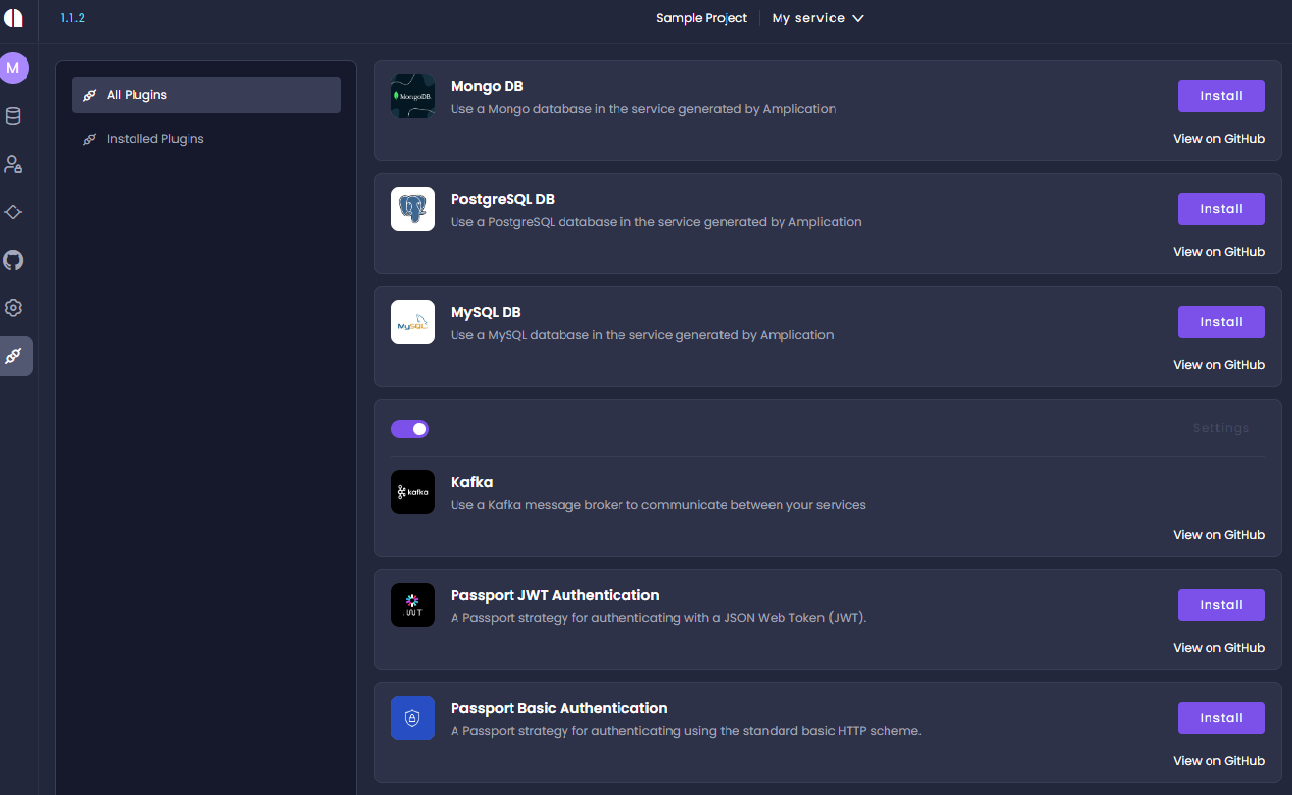 1.1.2
Sample Project
My service
M
All Plugins
Installed Plugins
MongoDB
Mongo DB
Use a Mongo database in the service generated by Amplication
Install
View on GitHub
PostgreSQL DB
Use a PostgreSQL database in the service generated by Amplication
Install
View on GitHub
MySQL
MySQL DB
Use a MySQL database in the service generated by Amplication
Install
View on GitHub
Settings
kafka
Kafka
Use a Kafka message broker to communicate between your services
View on GitHub
JWT
Passport JWT Authentication
A Passport strategy for authenticating with a JSON Web Token (JWT).
Install
View on GitHub
Passport Basic Authentication
A Passport strategy for authenticating using the standard basic HTTP scheme.
Install
View on GitHub